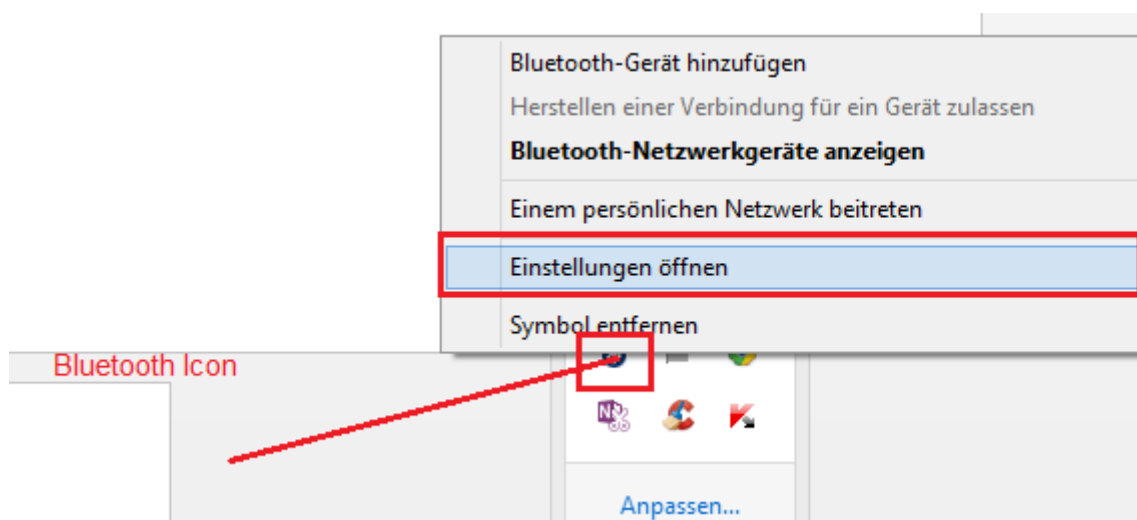 Bluetooth-Gerät hinzufügen
Herstellen einer Verbindung für ein Gerät zulassen
Bluetooth-Netzwerkgeräte anzeigen
Einem persönlichen Netzwerk beitreten
Einstellungen öffnen
Symbol entfernen
Bluetooth Icon
Anpassen...